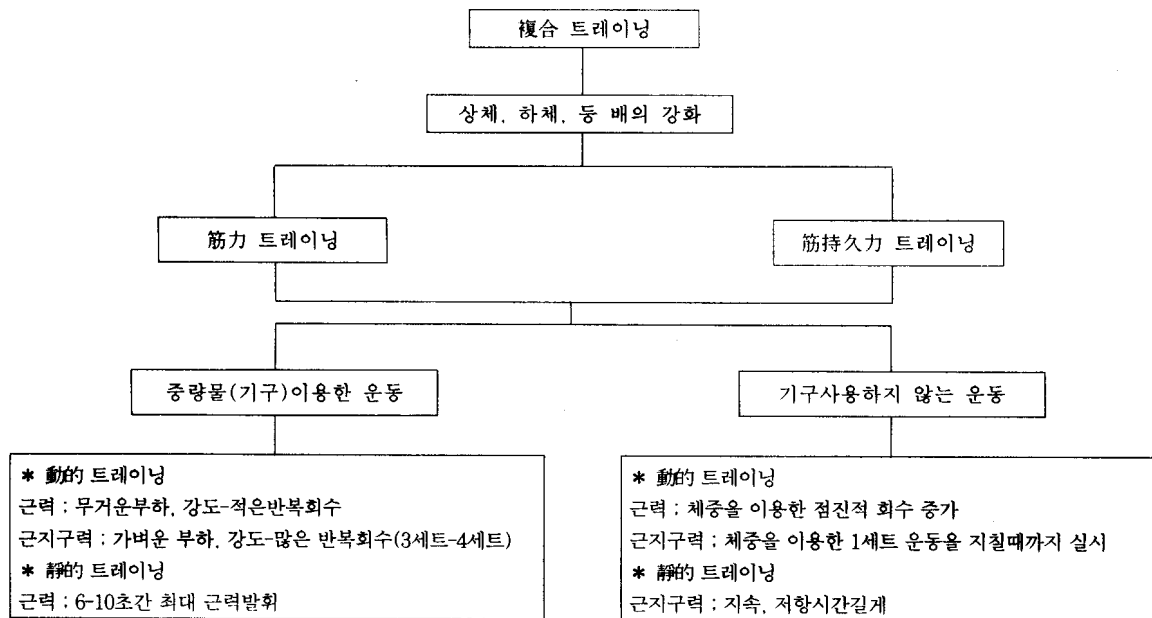 複合 트레이닝
상체, 하체, 등 배의 강화
筋力 트레이닝
筋持久力 트레이닝
중량물(기구)이용한 운동
기구사용하지 않는 운동
* 動的 트레이닝
근력 ; 무거운부하, 강도-적은반복회수
근지구력 ; 가벼운 부하, 강도-많은 반복회수(3세트-4세트)
* 靜的 트레이닝
근력 ; 6-10초간 최대 근력발휘
* 動的 트레이닝
근력 ; 체중을 이용한 점진적 회수 증가
근지구력 ; 체중을 이용한 1세트 운동을 지칠때까지 실시
* 靜的 트레이닝
근지구력 ; 지속, 저항시간길게